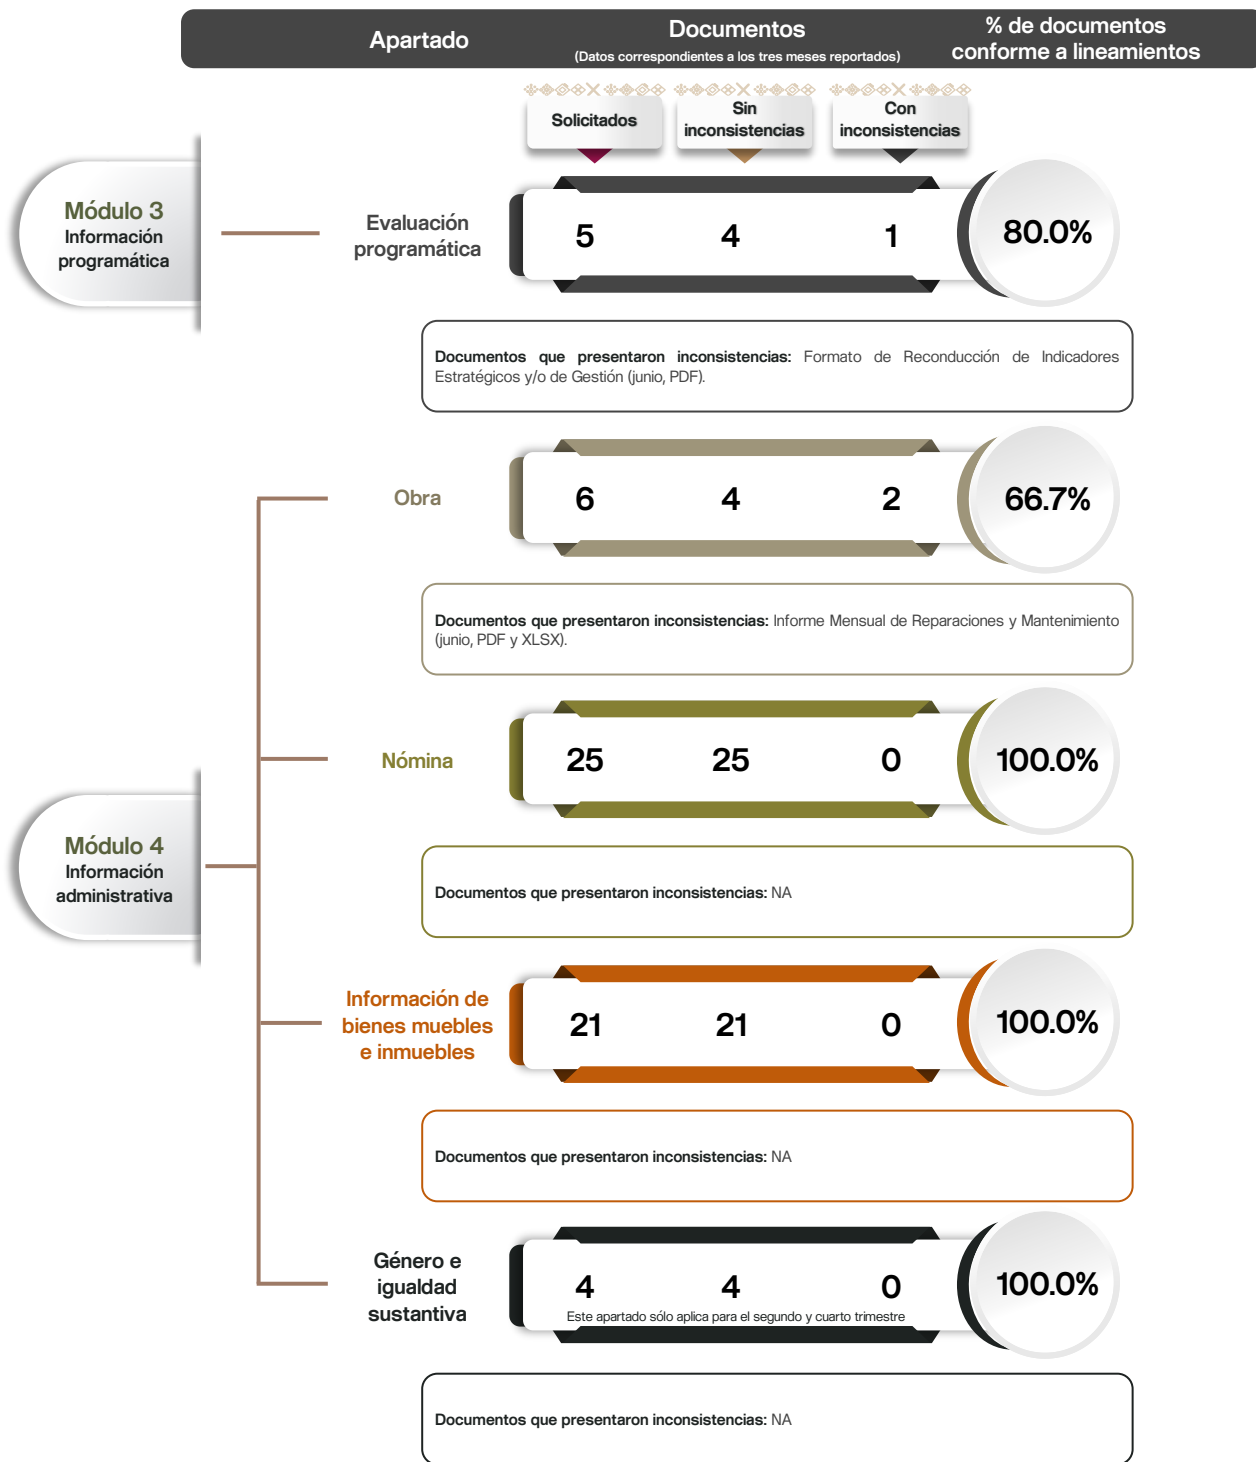 Apartado
Documentos
(Datos correspondientes a los tres meses reportados)
% de documentos
conforme a lineamientos
Solicitados
Sin
inconsistencias
Con
inconsistencias
Módulo 3
Información
programática
Evaluación
programática
5 4 1 80.0%
Documentos que presentaron inconsistencias: Formato de Reconducción de Indicadores
Estratégicos y/o de Gestión (junio, PDF).
Obra
6 4 2 66.7%
Documentos que presentaron inconsistencias: Informe Mensual de Reparaciones y Mantenimiento
(junio, PDF y XLSX).
Nómina
25 25 0 100.0%
Módulo 4
Información
administrativa
Documentos que presentaron inconsistencias: NA
Información de
bienes muebles
e inmuebles
21 21 0 100.0%
Documentos que presentaron inconsistencias: NA
Género e
igualdad
sustantiva
4 4 0 100.0%
Este apartado sólo aplica para el segundo y cuarto trimestre
Documentos que presentaron inconsistencias: NA